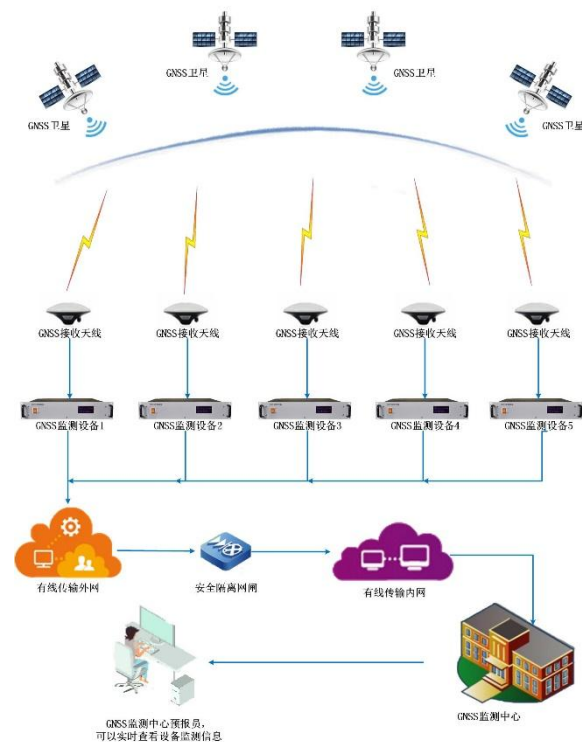 GNSS卫星
GNSS卫星
GNSS卫星
GNSS卫星
GNSS接收天线
GNSS接收天线
GNSS接收天线
GNSS接收天线
GNSS接收天线
GNSS监测设备1
GNSS监测设备2
GNSS监测设备3
GNSS监测设备4
GNSS监测设备5
有线传输外网
安全隔离网闸
有线传输内网
GNSS监测中心
GNSS监测中心预报员，
可以实时查看设备监测信息